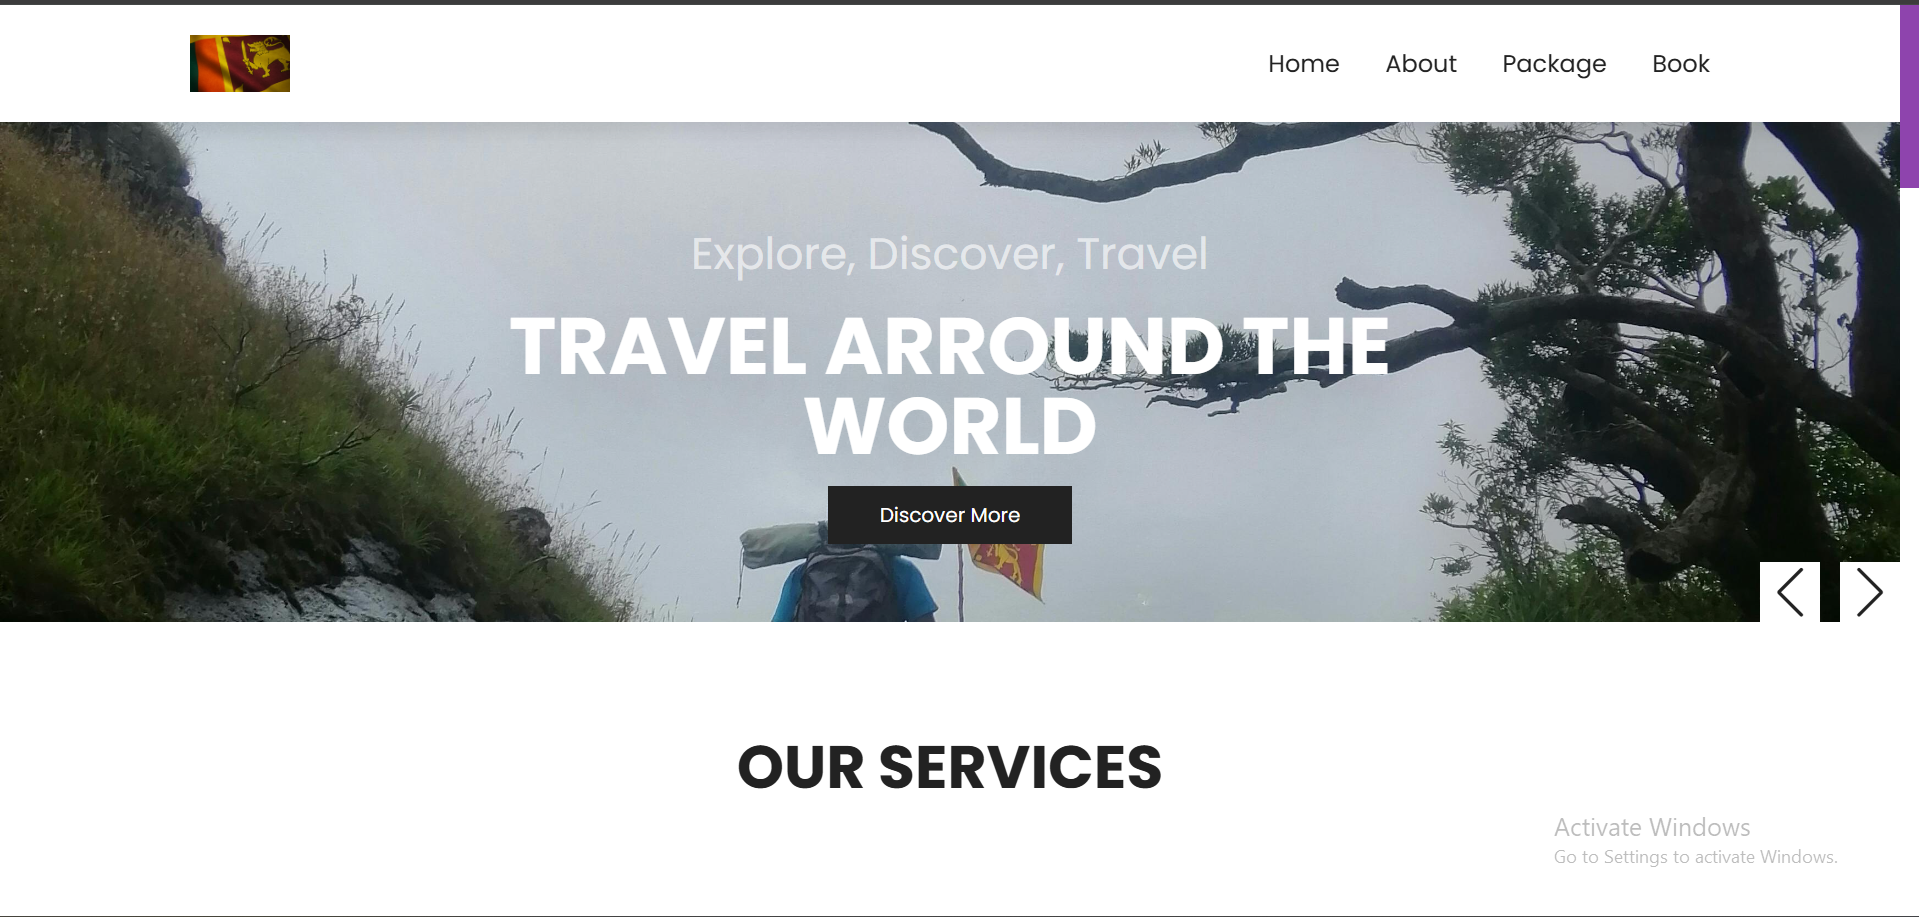 Home About Package Book
Explore, Discover, Travel
TRAVEL ARROUND THE
WORLD
Discover More
OUR SERVICES
Activate Windows
Go to Settings to activate Windows.